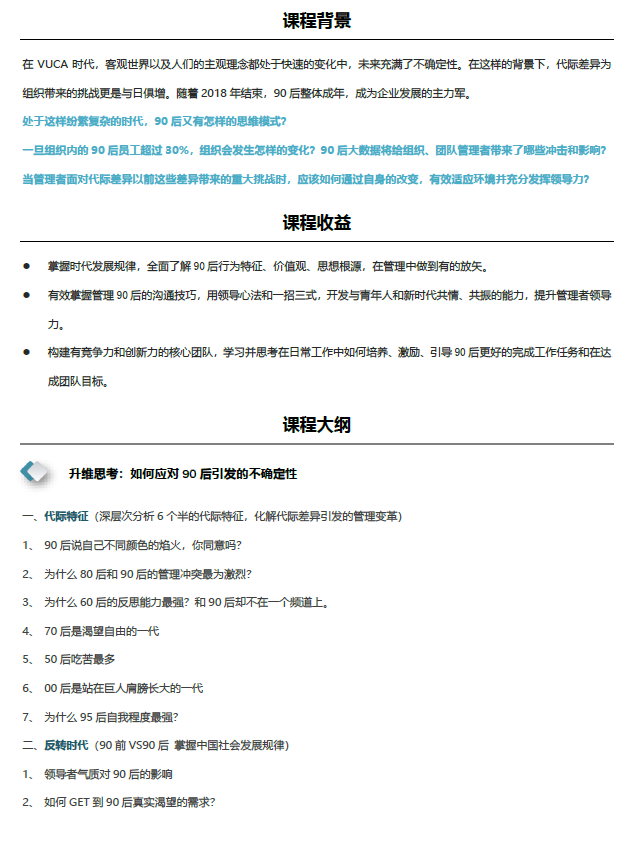 课程背景
在 VUCA 时代，客观世界以及人们的主观理念都处于快速的变化中，未来充满了不确定性。在这样的背景下，代际差异为
组织带来的挑战更是与日俱增。随着 2018 年结束，90 后整体成年，成为企业发展的主力军。
处于这样纷繁复杂的时代，90 后又有怎样的思维模式？
一旦组织内的 90 后员工超过 30%，组织会发生怎样的变化？90 后大数据将给组织、团队管理者带来了哪些冲击和影响？
当管理者面对代际差异以前这些差异带来的重大挑战时，应该如何通过自身的改变，有效适应环境并充分发挥领导力？
课程收益
● 掌握时代发展规律，全面了解 90 后行为特征、价值观、思想根源，在管理中做到有的放矢。
● 有效掌握管理 90 后的沟通技巧，用领导心法和一招三式，开发与青年人和新时代共情、共振的能力，提升管理者领导
力。
● 构建有竞争力和创新力的核心团队，学习并思考在日常工作中如何培养、激励、引导 90 后更好的完成工作任务和在达
成团队目标。
课程大纲
升维思考：如何应对 90 后引发的不确定性
一、代际特征（深层次分析 6 个半的代际特征，化解代际差异引发的管理变革）
1、 90 后说自己不同颜色的焰火，你同意吗？
2、 为什么 80 后和 90 后的管理冲突最为激烈？
3、 为什么 60 后的反思能力最强？和 90 后却不在一个频道上。
4、 70 后是渴望自由的一代
5、 50 后吃苦最多
6、 00 后是站在巨人肩膀长大的一代
7、 为什么 95 后自我程度最强？
二、反转时代（90 前 VS90 后 掌握中国社会发展规律）
1、 领导者气质对 90 后的影响
2、 如何 GET 到 90 后真实渴望的需求？